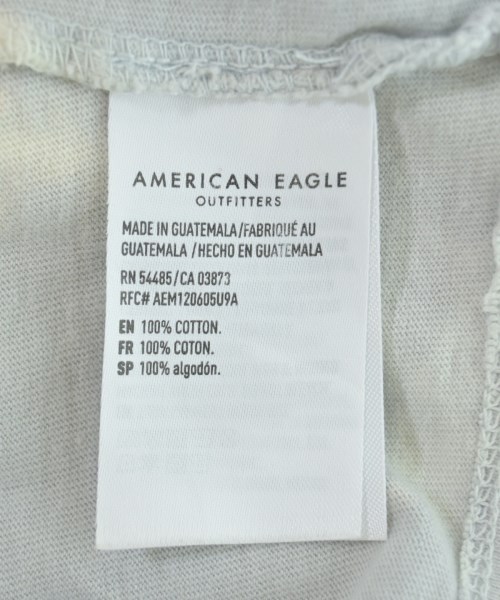 AMERICAN EAGLE
OUTFITTERS
MADE IN GUATEMALA/FABRIQUÉ AU
GUATEMALA /HECHO EN GUATEMALA
RN 54485/CA 03873
RFC# AEM120605U9A
EN 100% COTTON.
FR 100% COTON.
SP 100% algodón.